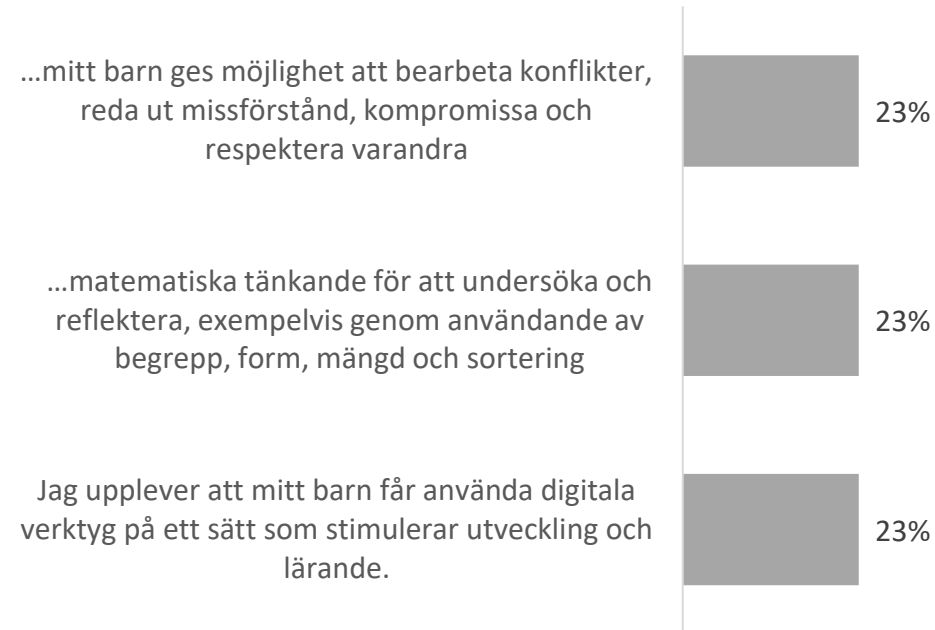 ...mitt barn ges möjlighet att bearbeta konflikter,
reda ut missförstånd, kompromissa och
respektera varandra
23%
...matematiska tänkande för att undersöka och
reflektera, exempelvis genom användande av
begrepp, form, mängd och sortering
23%
Jag upplever att mitt barn får använda digitala
verktyg på ett sätt som stimulerar utveckling och
lärande.
23%